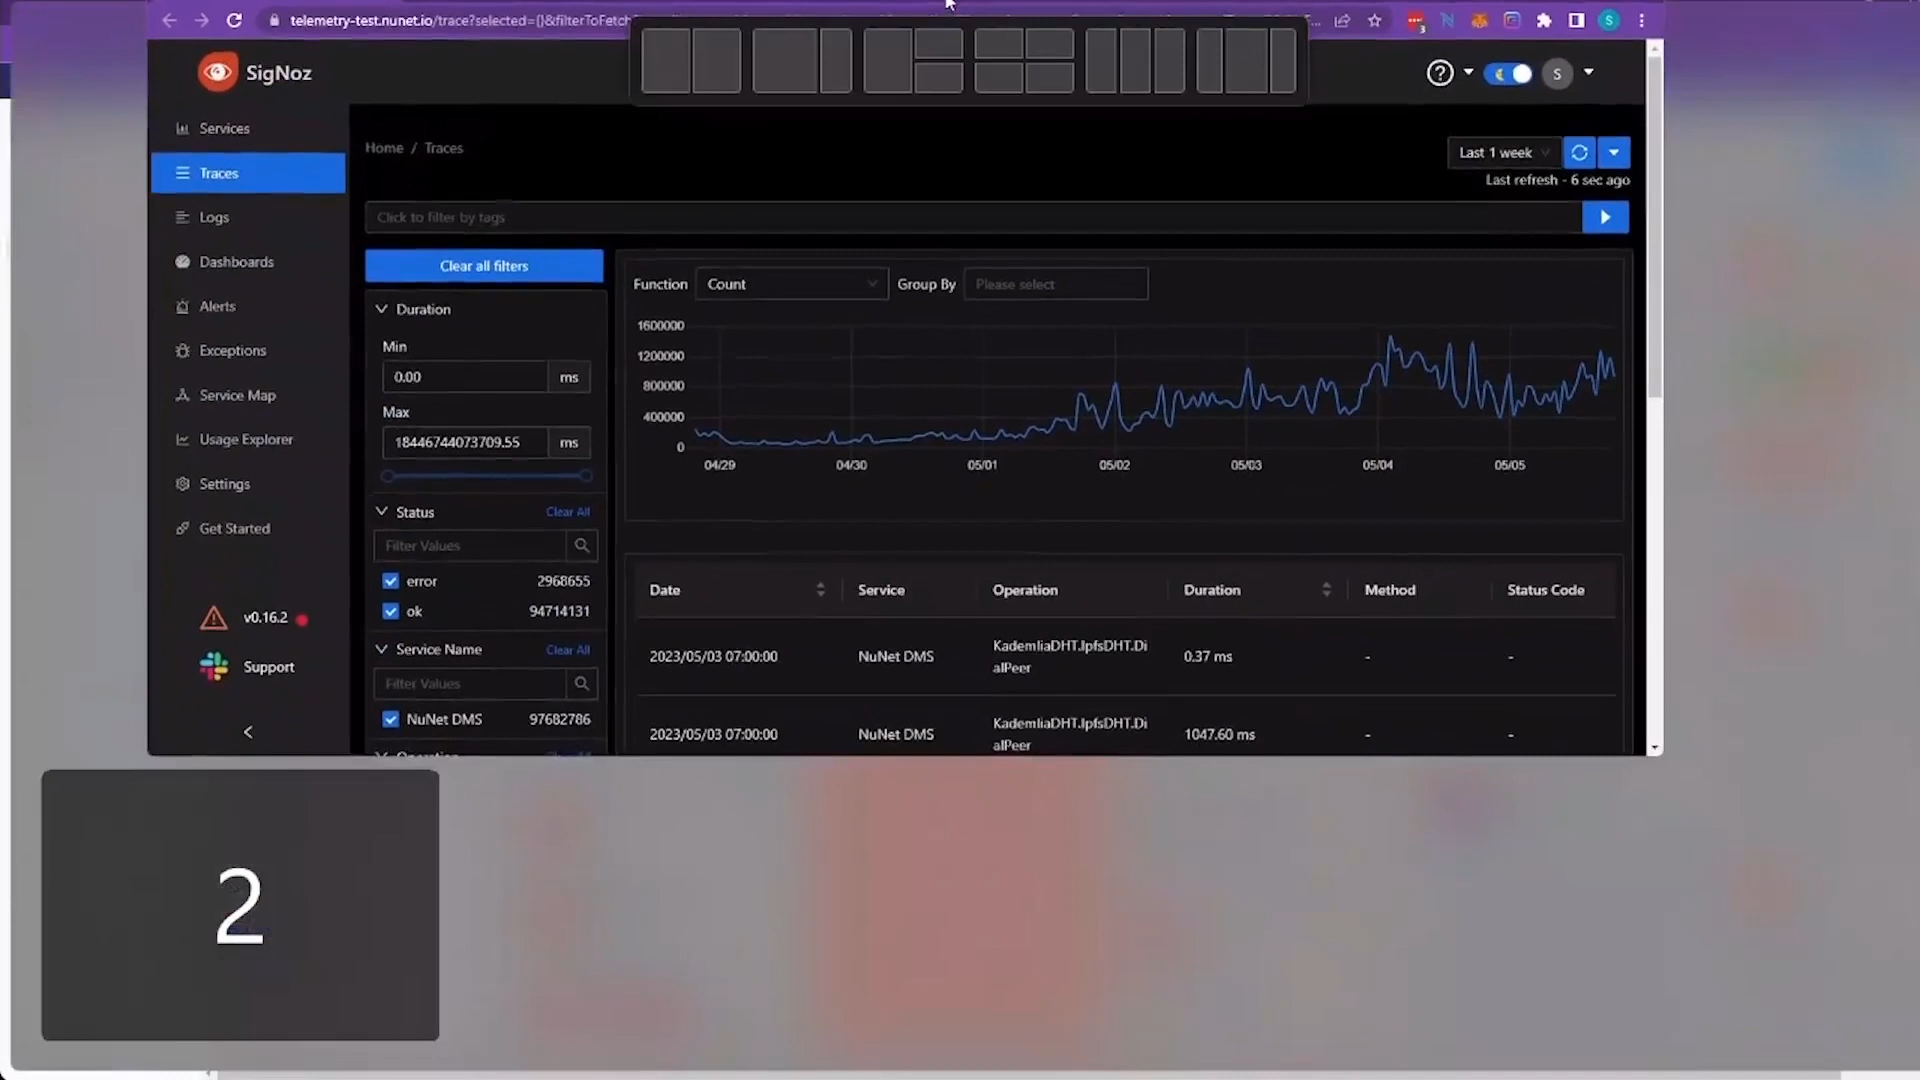 telemetry-test.nunet.io/trace?selected={}&filterToFetch
SigNoz
S
S
3
Services
Traces
Logs
Dashboards
Alerts
Exceptions
Service Map
Usage Explorer
Settings
Get Started
v0.16.2
Support
Home / Traces
Last 1 week
Last refresh - 6 sec ago
Click to filter by tags
Clear all filters
Duration
Min
0.00 ms
Max
18446744073709.55 ms
Status Clear All
Filter Values
error 2968655
ok 94714131
Service Name Clear All
Filter Values
NuNet DMS 97682786
Function Count Group By Please select
1600000
1200000
800000
400000
0
04/29 04/30 05/01 05/02 05/03 05/04 05/05
Date Service Operation Duration Method Status Code
2023/05/03 07:00:00 NuNet DMS KademliaDHT.IpfsDHT.Di
alPeer 0.37 ms - -
2023/05/03 07:00:00 NuNet DMS KademliaDHT.IpfsDHT.Di
alPeer 1047.60 ms - -
2